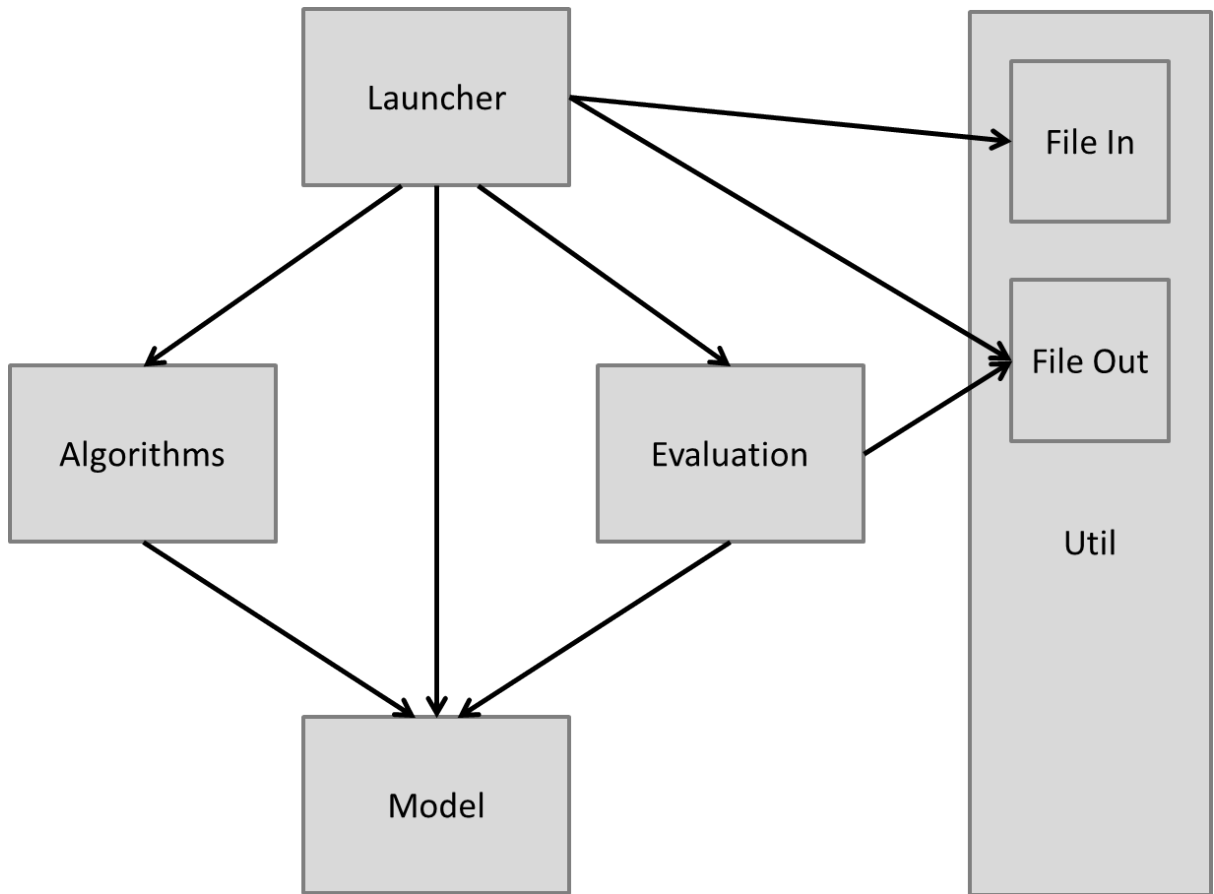 Launcher
File In
File Out
Algorithms
Evaluation
Util
Model